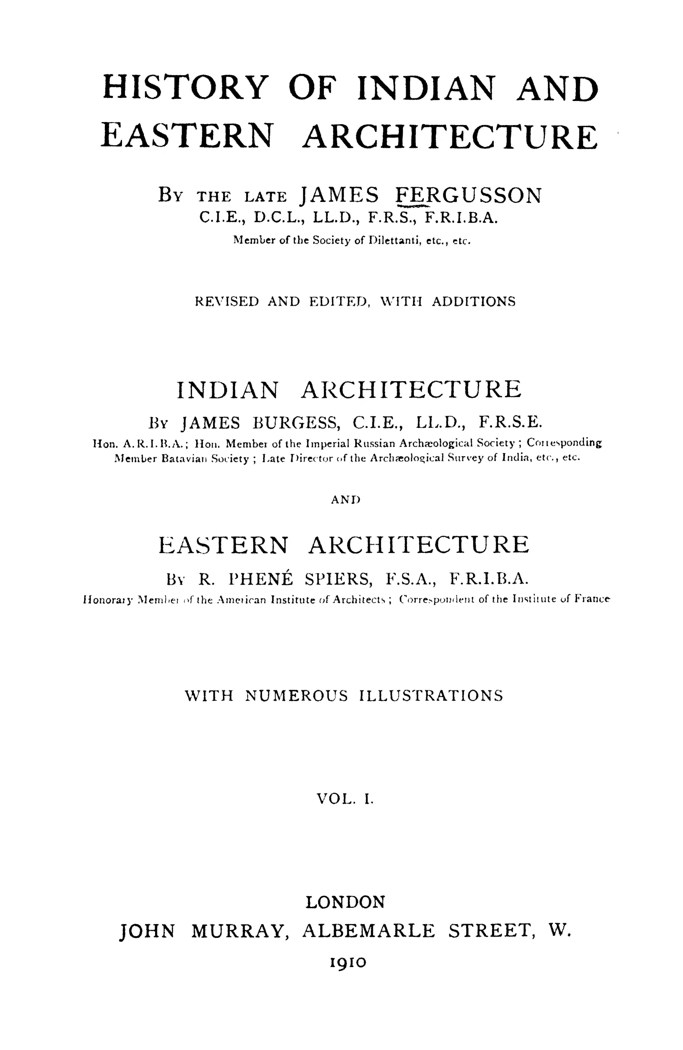 HISTORY OF INDIAN AND
EASTERN ARCHITECTURE
By the late JAMES FERGUSSON
C.I.E., D.C.L., LL.D., F.R.S., F.R.I.B.A.
Member of the Society of Dilettanti, etc., etc.
REVISED AND EDITED, WITH ADDITIONS
INDIAN ARCHITECTURE
By JAMES BURGESS, C.I.E., LL.D., F.R.S.E.
Hon. A.R.I.B.A.; Hon. Member of the Imperial Russian Archæological Society; Corresponding
Member Batavian Society; Late Director of the Archæological Survey of India, etc., etc.
AND
EASTERN ARCHITECTURE
By R. PHENÉ SPIERS, F.S.A., F.R.I.B.A.
Honorary Member of the American Institute of Architects; Correspondent of the Institute of France
WITH NUMEROUS ILLUSTRATIONS
VOL. I.
LONDON
JOHN MURRAY, ALBEMARLE STREET, W.
1910